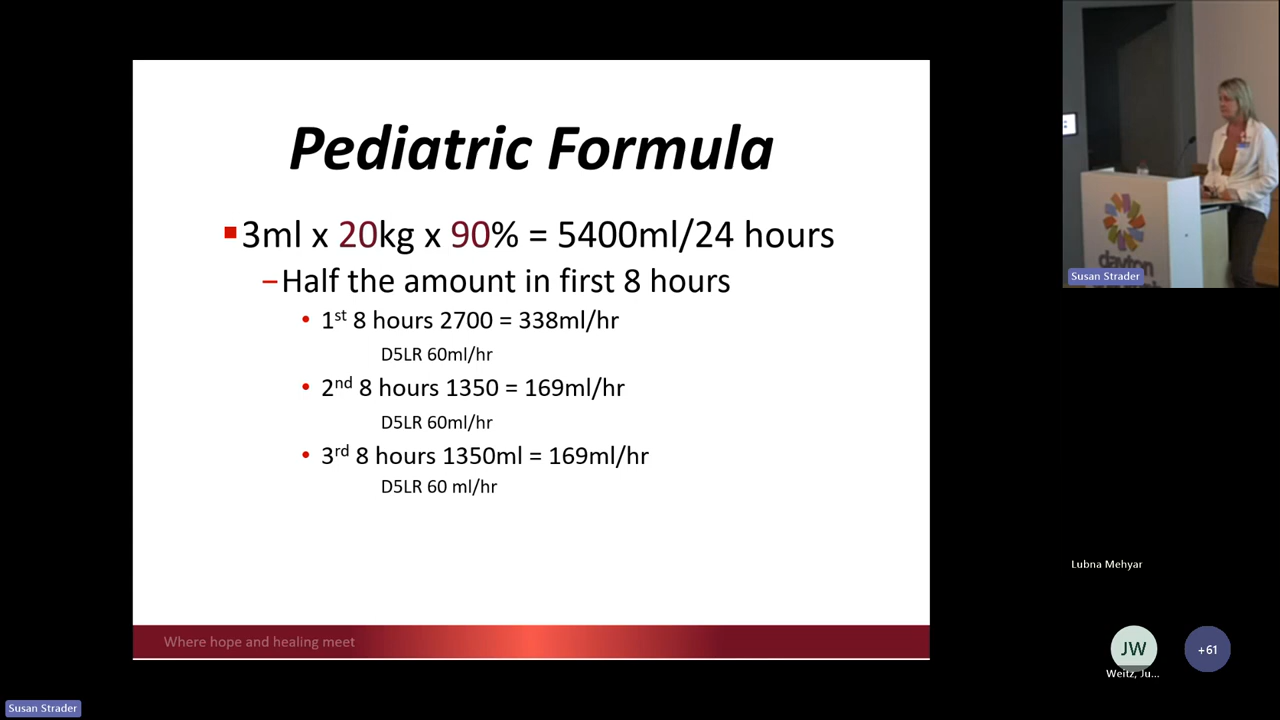 Pediatric Formula
3ml x 20kg x 90% = 5400ml/24 hours
–Half the amount in first 8 hours
• 1st 8 hours 2700 = 338ml/hr
D5LR 60ml/hr
• 2nd 8 hours 1350 = 169ml/hr
D5LR 60ml/hr
• 3rd 8 hours 1350ml = 169ml/hr
D5LR 60 ml/hr
Where hope and healing meet
Susan Strader
dayton
Susan Strader
Lubna Mehyar
JW
+61
Weitz, Ju...